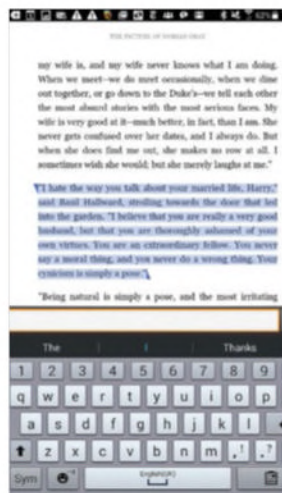 62%
THE PICTURE OF DORIAN GRAY
my wife is, and my wife never knows what I am doing.
When we meet—we do meet occasionally, when we dine
out together, or go down to the Duke's—we tell each other
the most absurd stories with the most serious faces. My
wife is very good at it—much better, in fact, than I am. She
never gets confused over her dates, and I always do. But
when she does find me out, she makes no row at all. I
sometimes wish she would; but she merely laughs at me."
"I hate the way you talk about your married life, Harry,"
said Basil Hallward, strolling towards the door that led
into the garden. "I believe that you are really a very good
husband, but that you are thoroughly ashamed of your
own virtues. You are an extraordinary fellow. You never
say a moral thing, and you never do a wrong thing. Your
cynicism is simply a pose."
"Being natural is simply a pose, and the most irritating
The I Thanks
1 2 3 4 5 6 7 8 9
q w e r t y u i o p
a s d f g h j k l
z x c v b n m , ! . ?
Sym English(UK)